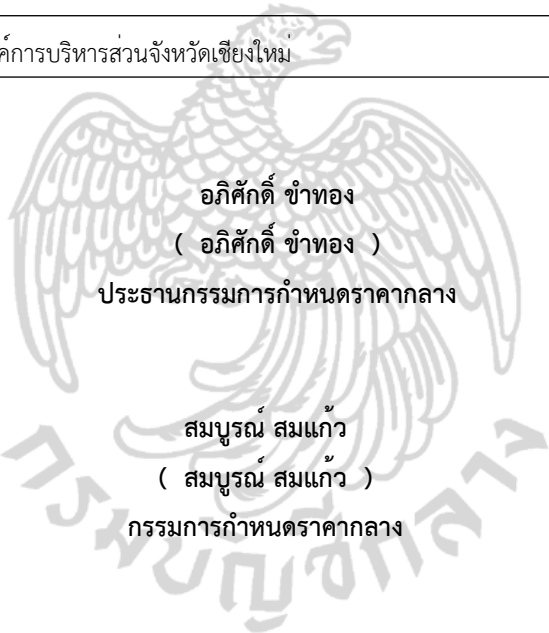 ค์การบริหารส่วนจังหวัดเชียงใหม่
อภิศักดิ์ ขำทอง
( อภิศักดิ์ ขำทอง )
ประธานกรรมการกำหนดราคากลาง
สมบูรณ์ สมแก้ว
( สมบูรณ์ สมแก้ว )
กรรมการกำหนดราคากลาง
กรมบัญชีกลาง